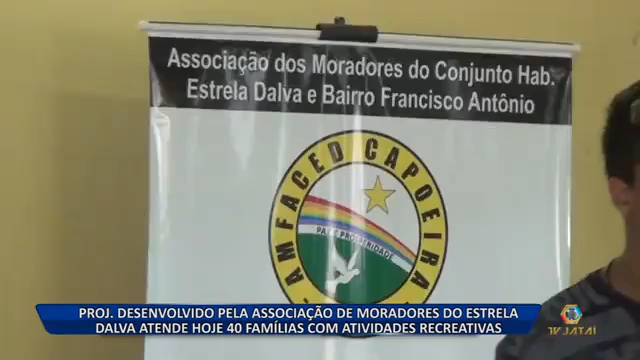 Associação dos Moradores do Conjunto Hab.
Estrela Dalva e Bairro Francisco Antônio
AMFACED CAPOEIRA
PAZ E PROSPERIDADE
PROJ. DESENVOLVIDO PELA ASSOCIAÇÃO DE MORADORES DO ESTRELA
DALVA ATENDE HOJE 40 FAMÍLIAS COM ATIVIDADES RECREATIVAS
TV JATAÍ